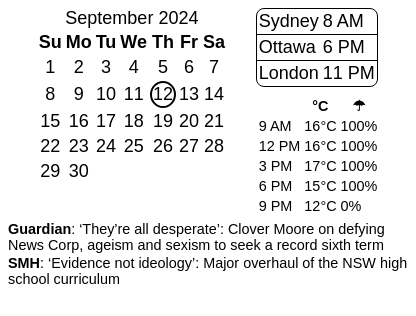 September 2024
Su Mo Tu We Th Fr Sa
1 2 3 4 5 6 7
8 9 10 11 12 13 14
15 16 17 18 19 20 21
22 23 24 25 26 27 28
29 30
Sydney 8 AM
Ottawa 6 PM
London 11 PM
°C ☂
9 AM 16°C 100%
12 PM 16°C 100%
3 PM 17°C 100%
6 PM 15°C 100%
9 PM 12°C 0%
Guardian: ‘They’re all desperate’: Clover Moore on defying
News Corp, ageism and sexism to seek a record sixth term
SMH: ‘Evidence not ideology’: Major overhaul of the NSW high
school curriculum